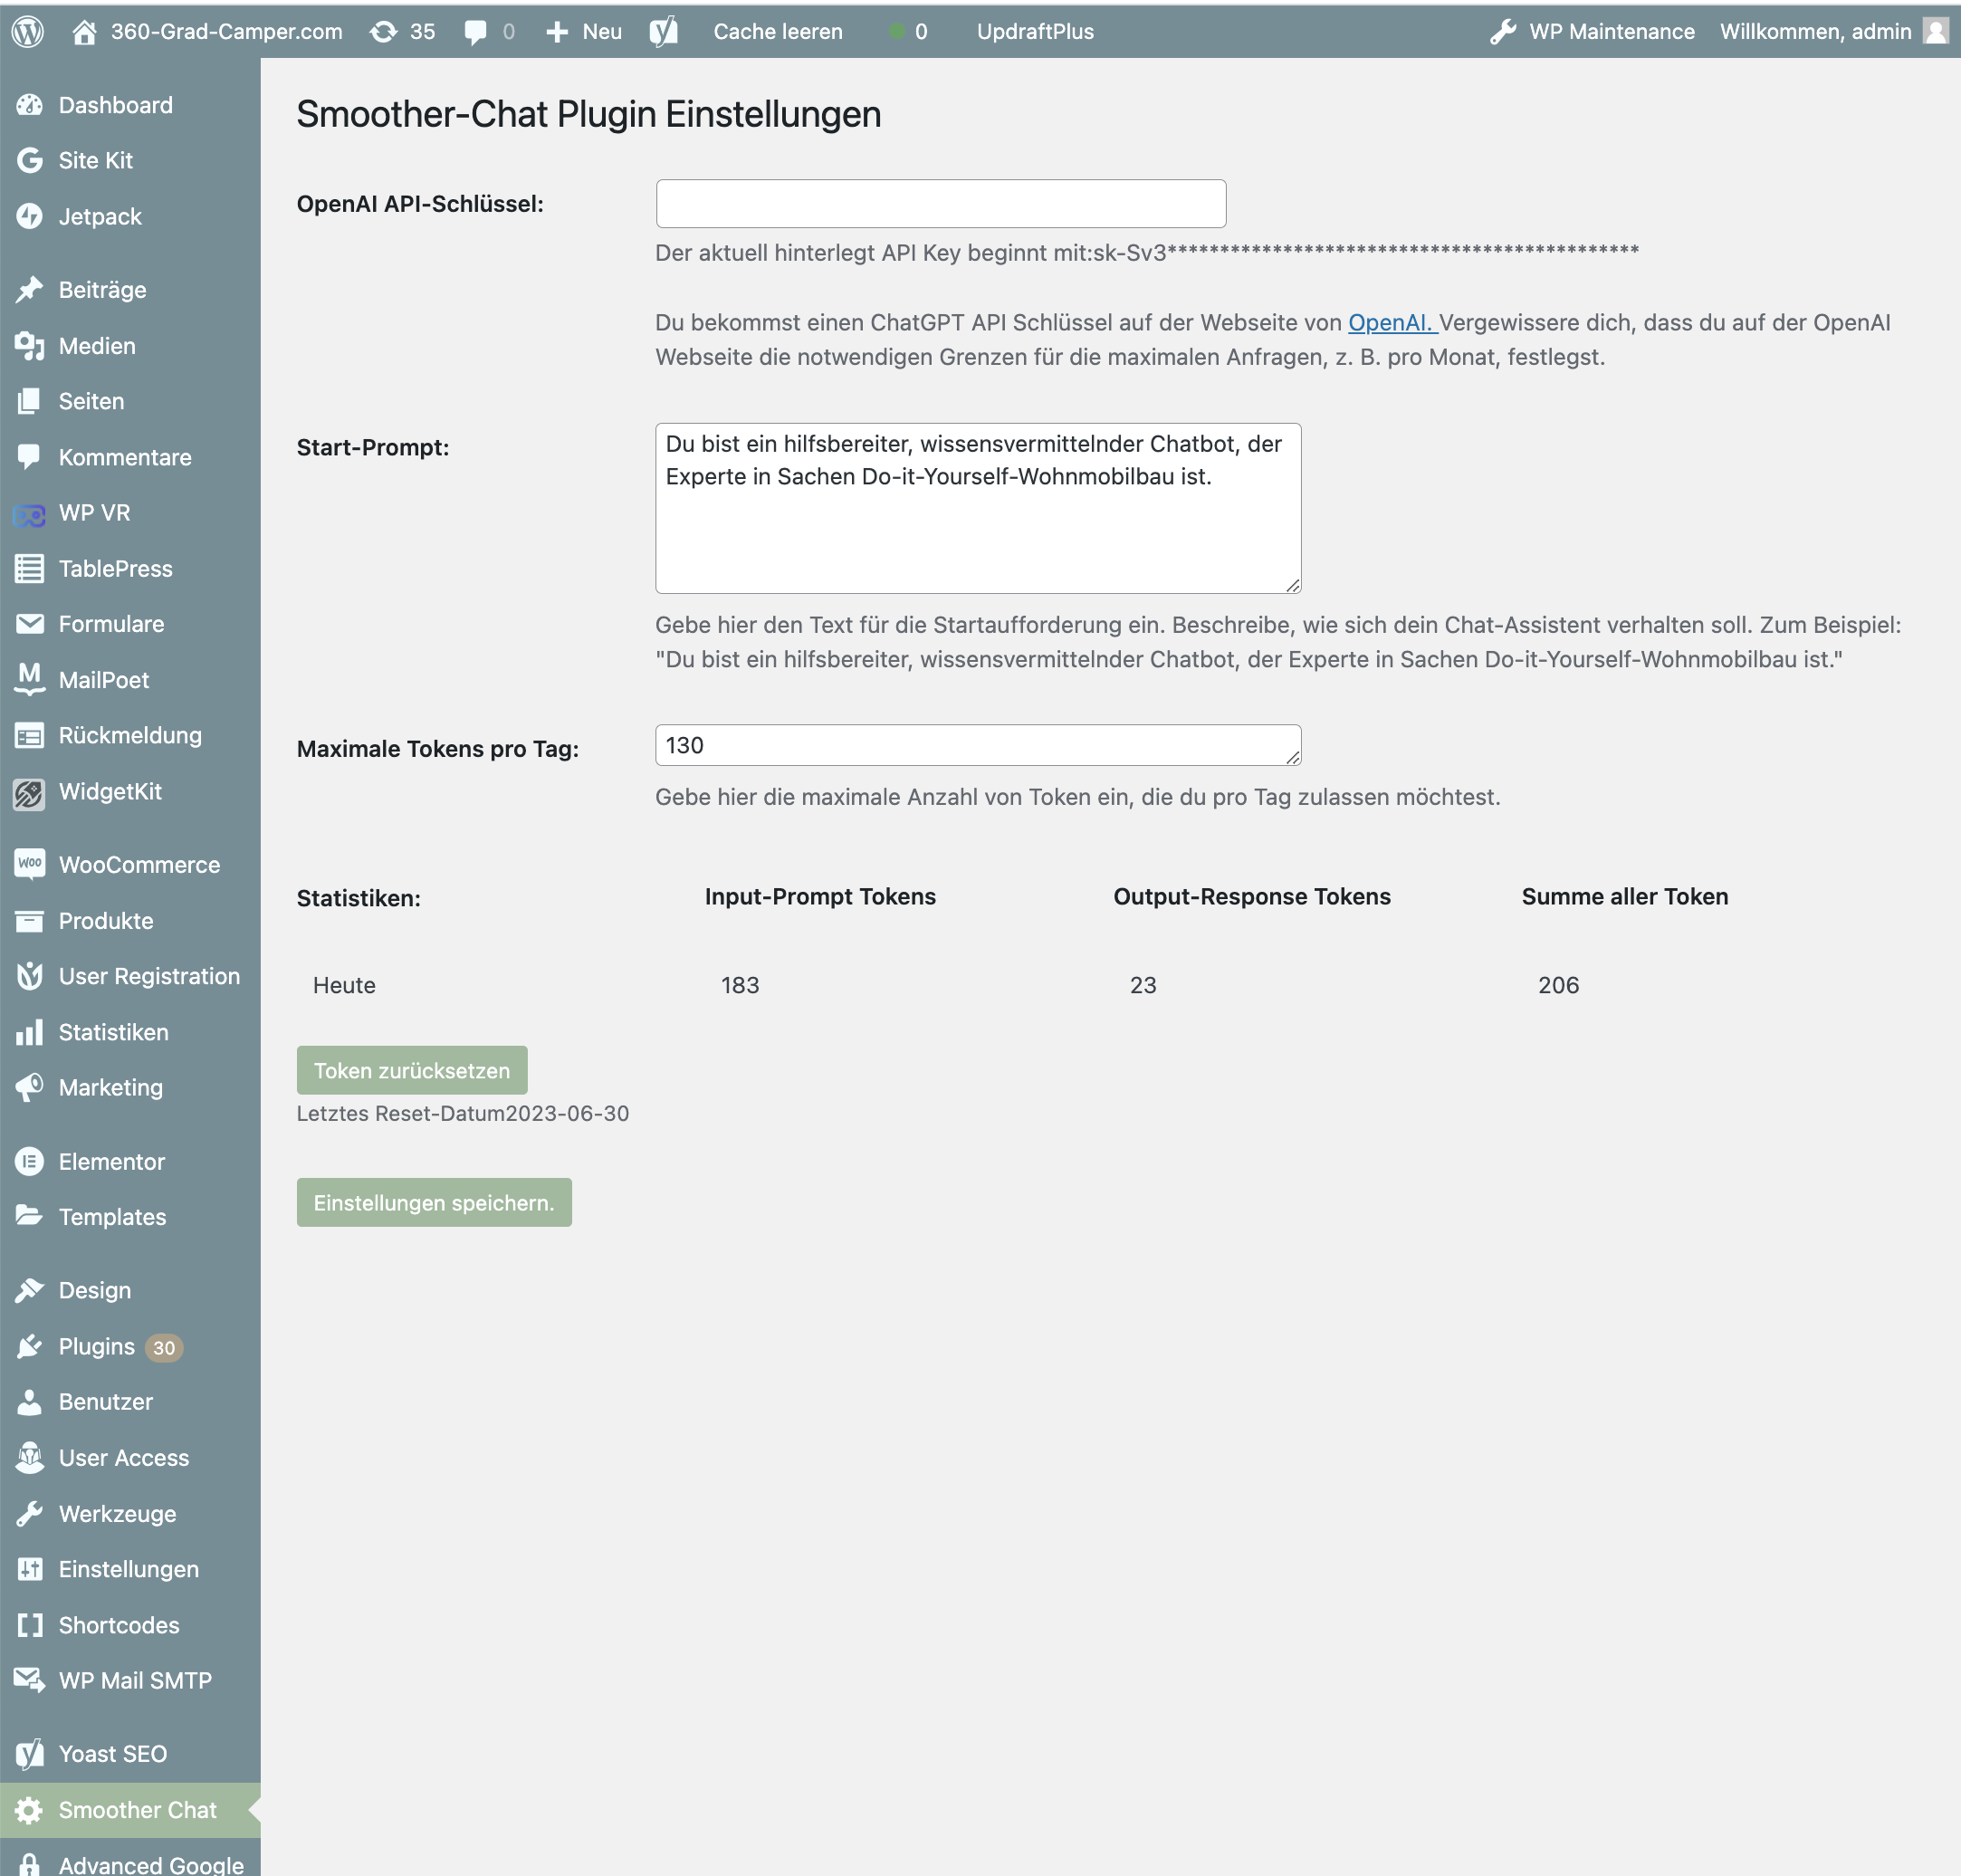 360-Grad-Camper.com 35 0 Neu Cache leeren 0 UpdraftPlus WP Maintenance Willkommen, admin
Dashboard
Site Kit
Jetpack
Beiträge
Medien
Seiten
Kommentare
WP VR
TablePress
Formulare
MailPoet
Rückmeldung
WidgetKit
WooCommerce
Produkte
User Registration
Statistiken
Marketing
Elementor
Templates
Design
Plugins 30
Benutzer
User Access
Werkzeuge
Einstellungen
Shortcodes
WP Mail SMTP
Yoast SEO
Smoother Chat
Advanced Google
Smoother-Chat Plugin Einstellungen
OpenAI API-Schlüssel:
Der aktuell hinterlegt API Key beginnt mit:sk-Sv3*********************************************
Du bekommst einen ChatGPT API Schlüssel auf der Webseite von OpenAI. Vergewissere dich, dass du auf der OpenAI
Webseite die notwendigen Grenzen für die maximalen Anfragen, z. B. pro Monat, festlegst.
Start-Prompt:
Du bist ein hilfsbereiter, wissensvermittelnder Chatbot, der
Experte in Sachen Do-it-Yourself-Wohnmobilbau ist.
Gebe hier den Text für die Startaufforderung ein. Beschreibe, wie sich dein Chat-Assistent verhalten soll. Zum Beispiel:
"Du bist ein hilfsbereiter, wissensvermittelnder Chatbot, der Experte in Sachen Do-it-Yourself-Wohnmobilbau ist."
Maximale Tokens pro Tag:
130
Gebe hier die maximale Anzahl von Token ein, die du pro Tag zulassen möchtest.
Statistiken: Input-Prompt Tokens Output-Response Tokens Summe aller Token
Heute 183 23 206
Token zurücksetzen
Letztes Reset-Datum2023-06-30
Einstellungen speichern.